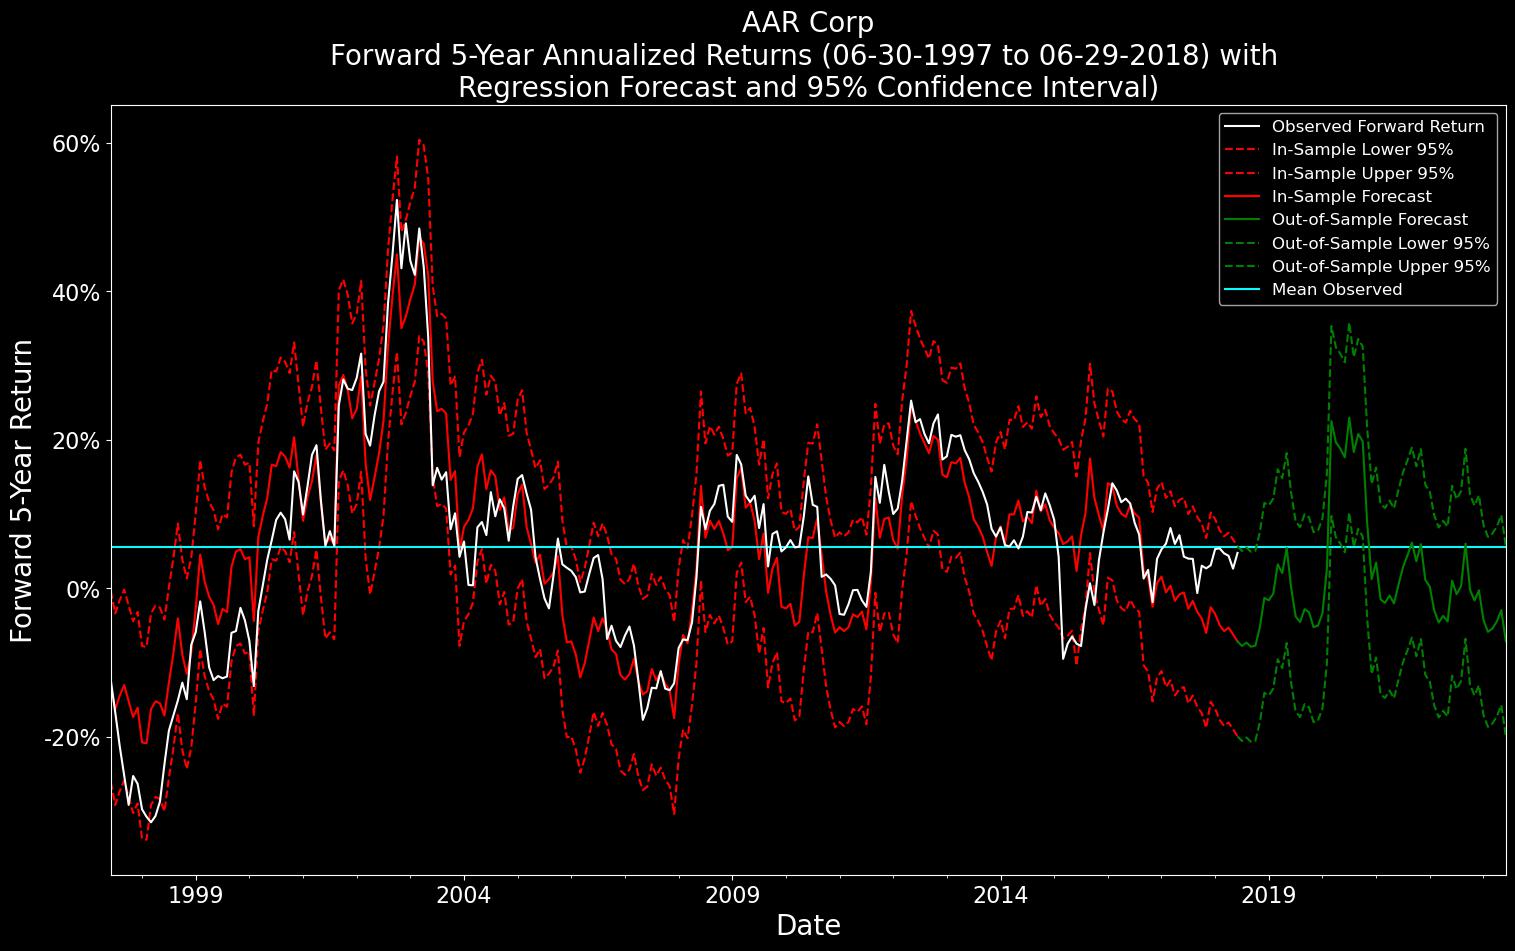 AAR Corp
Forward 5-Year Annualized Returns (06-30-1997 to 06-29-2018) with
Regression Forecast and 95% Confidence Interval)
Observed Forward Return
In-Sample Lower 95%
In-Sample Upper 95%
In-Sample Forecast
Out-of-Sample Forecast
Out-of-Sample Lower 95%
Out-of-Sample Upper 95%
Mean Observed
Forward 5-Year Return
60%
40%
20%
0%
-20%
1999
2004
2009
2014
2019
Date